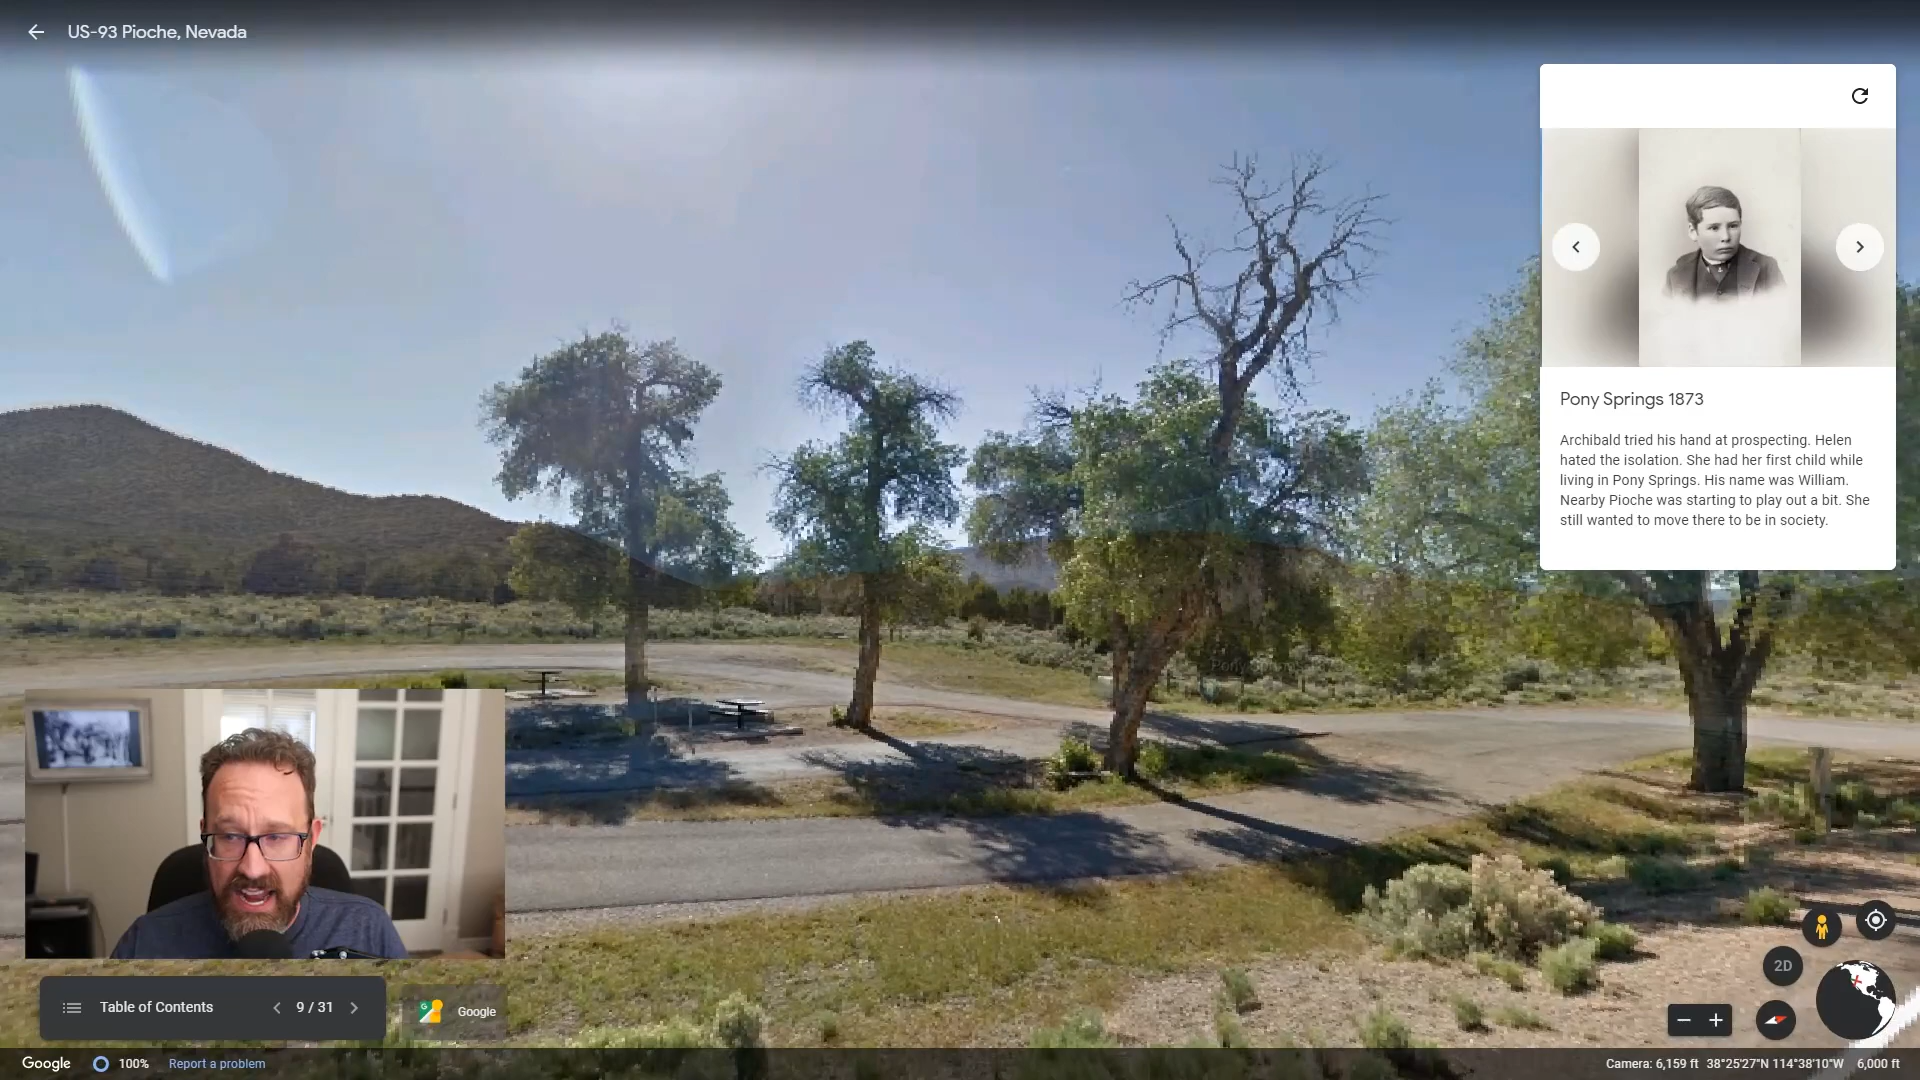 US-93 Pioche, Nevada
Pony Springs 1873
Archibald tried his hand at prospecting. Helen
hated the isolation. She had her first child while
living in Pony Springs. His name was William.
Nearby Pioche was starting to play out a bit. She
still wanted to move there to be in society.
2D
Table of Contents
9 / 31
Google
Google
100%
Report a problem
Camera: 6,159 ft 38°25'27"N 114°38'10"W 6,000 ft